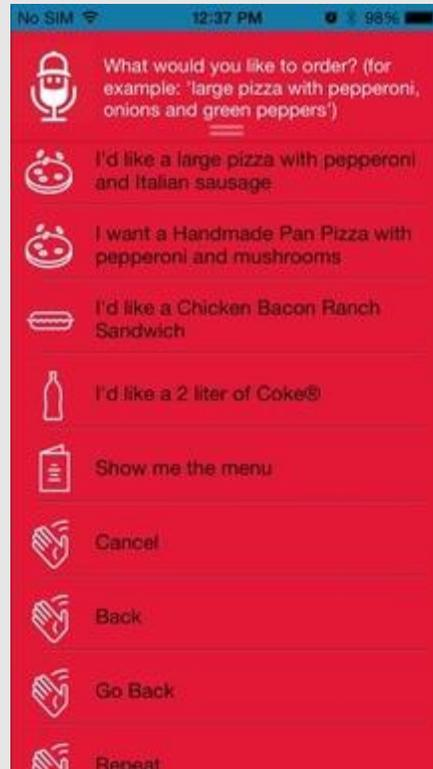 No SIM 12:37 PM 98%
What would you like to order? (for
example: 'large pizza with pepperoni,
onions and green peppers')
I'd like a large pizza with pepperoni
and Italian sausage
I want a Handmade Pan Pizza with
pepperoni and mushrooms
I'd like a Chicken Bacon Ranch
Sandwich
I'd like a 2 liter of Coke®
Show me the menu
Cancel
Back
Go Back
Repeat